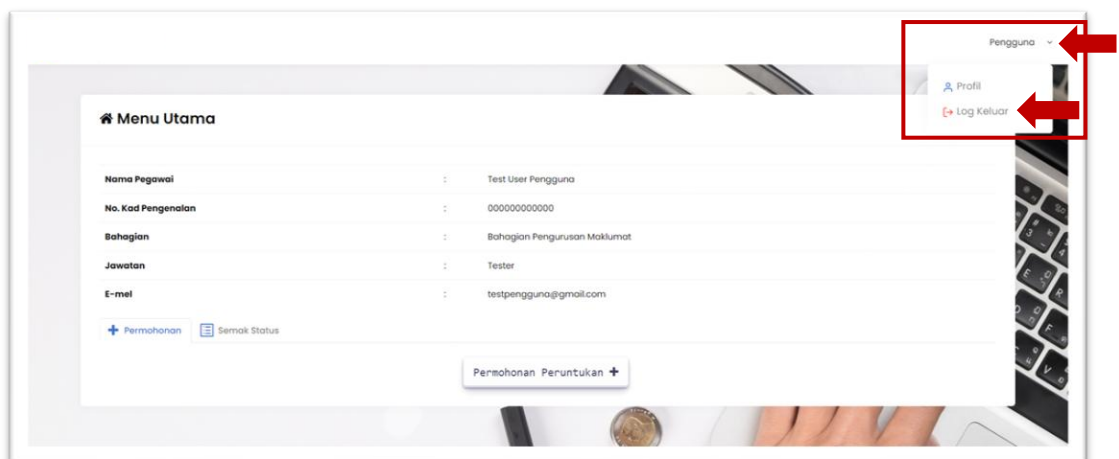 Pengguna
Profil
Log Keluar
Menu Utama
Nama Pegawai : Test User Pengguna
No. Kad Pengenalan : 000000000000
Bahagian : Bahagian Pengurusan Maklumat
Jawatan : Tester
E-mel : testpengguna@gmail.com
Permohonan Semak Status
Permohonan Peruntukan +